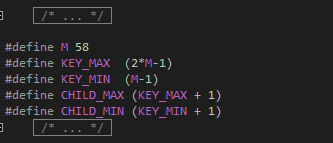 /* ... */
#define M 58
#define KEY_MAX (2*M-1)
#define KEY_MIN (M-1)
#define CHILD_MAX (KEY_MAX + 1)
#define CHILD_MIN (KEY_MIN + 1)
/* ... */